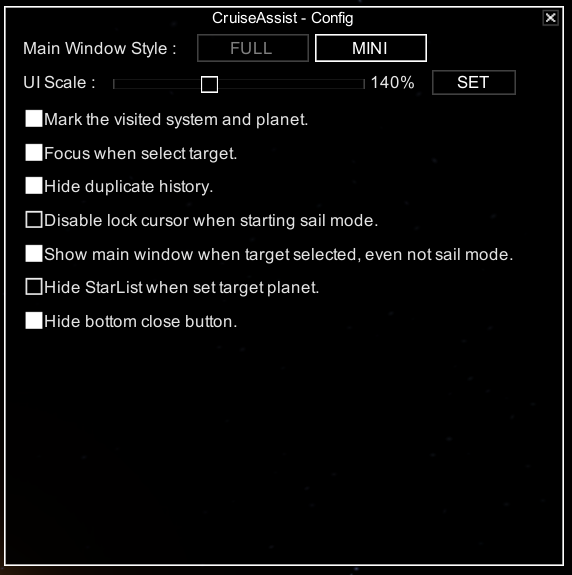 CruiseAssist - Config
Main Window Style : FULL MINI
UI Scale : 140% SET
Mark the visited system and planet.
Focus when select target.
Hide duplicate history.
Disable lock cursor when starting sail mode.
Show main window when target selected, even not sail mode.
Hide StarList when set target planet.
Hide bottom close button.